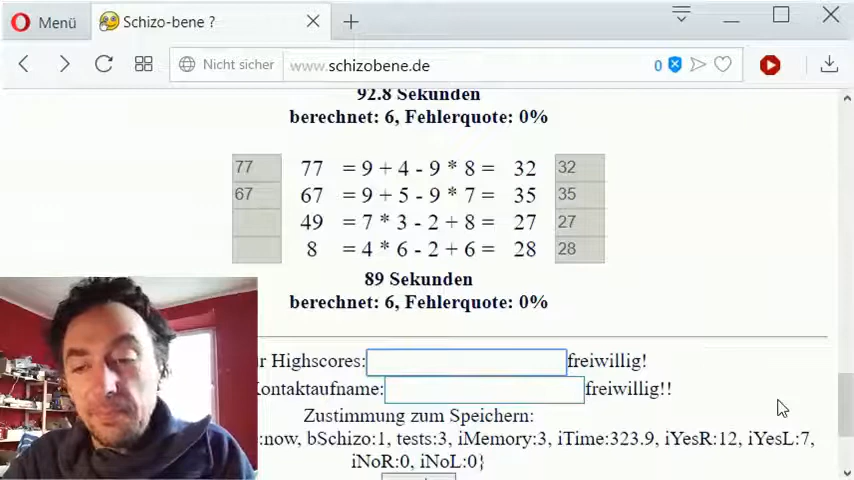 Menü
Schizo-bene ?
Nicht sicher
www.schizobene.de
0
92.8 Sekunden
berechnet: 6, Fehlerquote: 0%
77 77 = 9 + 4 - 9 * 8 = 32 32
67 67 = 9 + 5 - 9 * 7 = 35 35
49 = 7 * 3 - 2 + 8 = 27 27
8 = 4 * 6 - 2 + 6 = 28 28
89 Sekunden
berechnet: 6, Fehlerquote: 0%
r Highscores: freiwillig!
Kontaktaufname: freiwillig!!
Zustimmung zum Speichern:
:now, bSchizo:1, tests:3, iMemory:3, iTime:323.9, iYesR:12, iYesL:7,
iNoR:0, iNoL:0}